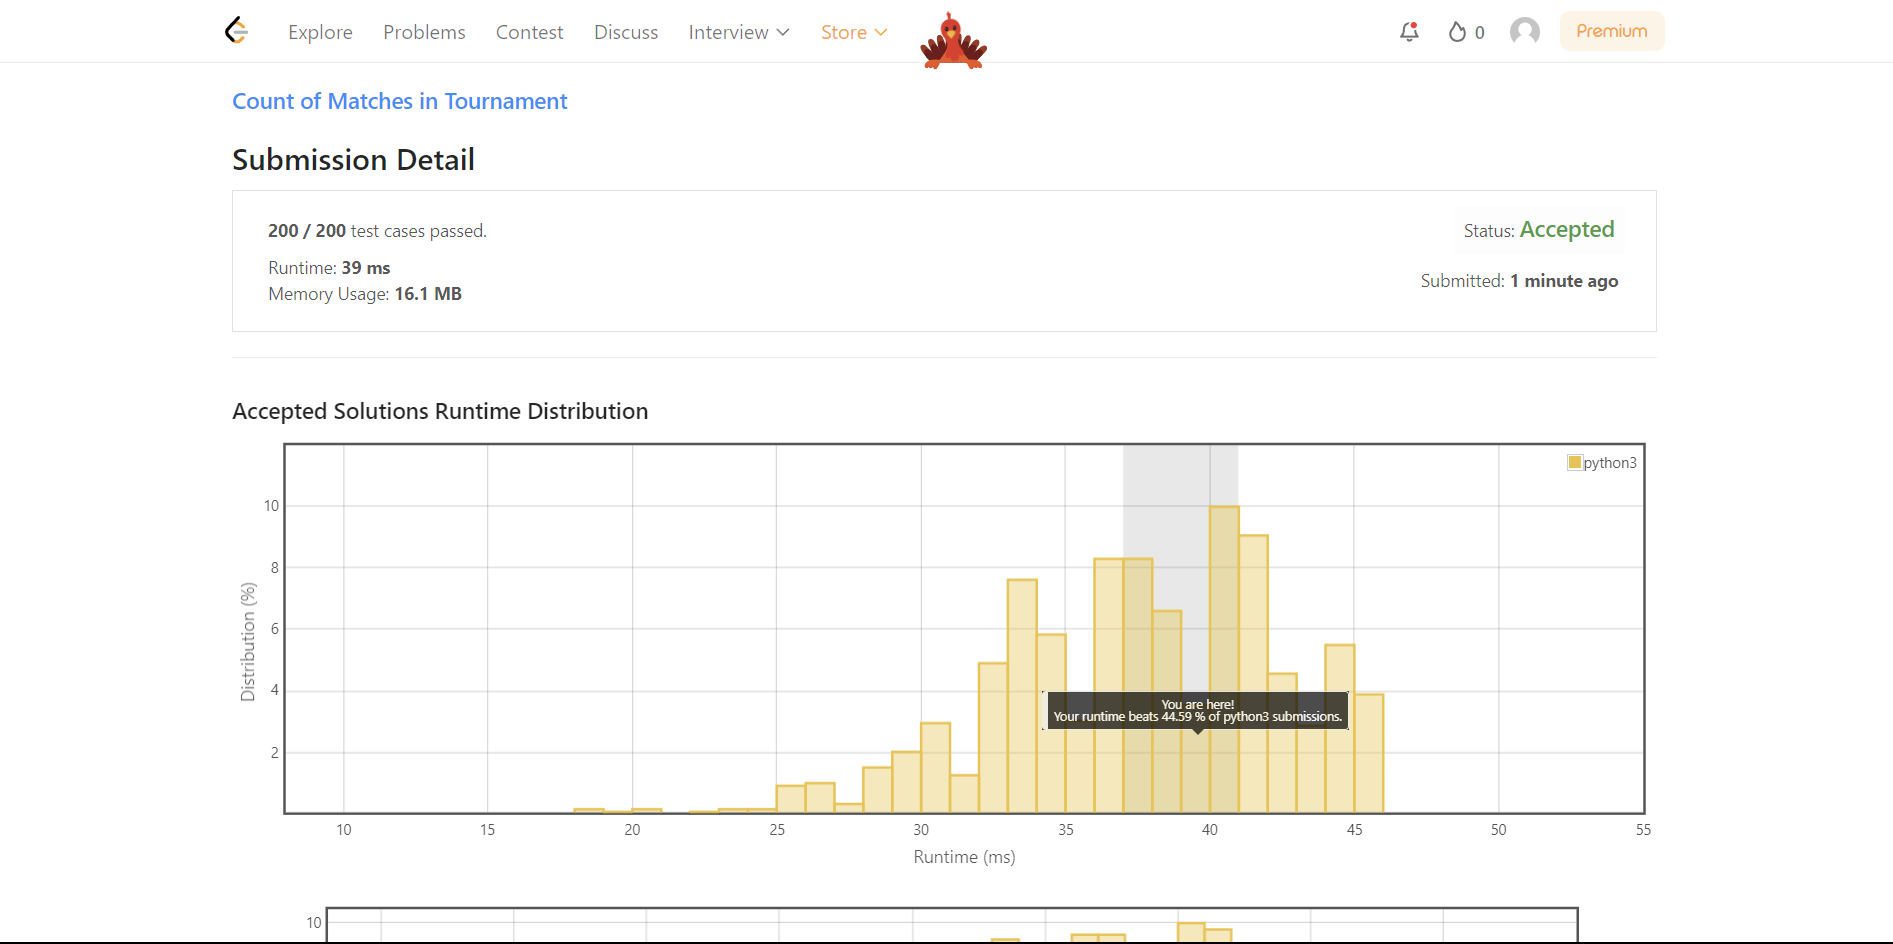 Explore Problems Contest Discuss Interview Store 0 Premium
Count of Matches in Tournament
Submission Detail
200 / 200 test cases passed.
Status: Accepted
Runtime: 39 ms
Submitted: 1 minute ago
Memory Usage: 16.1 MB
Accepted Solutions Runtime Distribution
python3
10
8
6
4
2
Distribution (%)
You are here!
Your runtime beats 44.59 % of python3 submissions.
10 15 20 25 30 35 40 45 50 55
Runtime (ms)
10